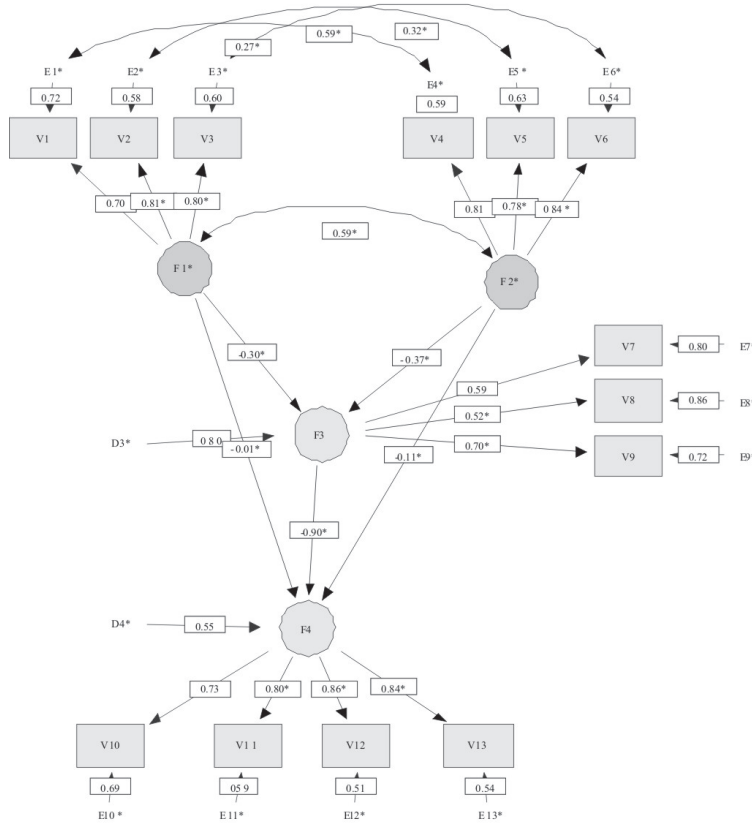 0.59*
0.32*
0.27*
E 1*
E2*
E 3*
E4*
E5 *
E 6*
0.72
0.58
0.60
0.59
0.63
0.54
V1
V2
V3
V4
V5
V6
0.70
0.81*
0.80*
0.81
0.78*
0 84 *
0.59*
F 1*
F 2*
-0.30*
- 0.37*
V7
0.80
E7*
0.59
V8
0.86
E8*
0.52*
D3*
0 8 0
F3
-0.01*
-0.11*
0.70*
V9
0.72
E9*
-0.90*
D4*
0.55
F4
0.73
0.80*
0.86*
0.84*
V10
V1 1
V12
V13
0.69
05 9
0.51
0.54
E10 *
E 11*
E12*
E 13*